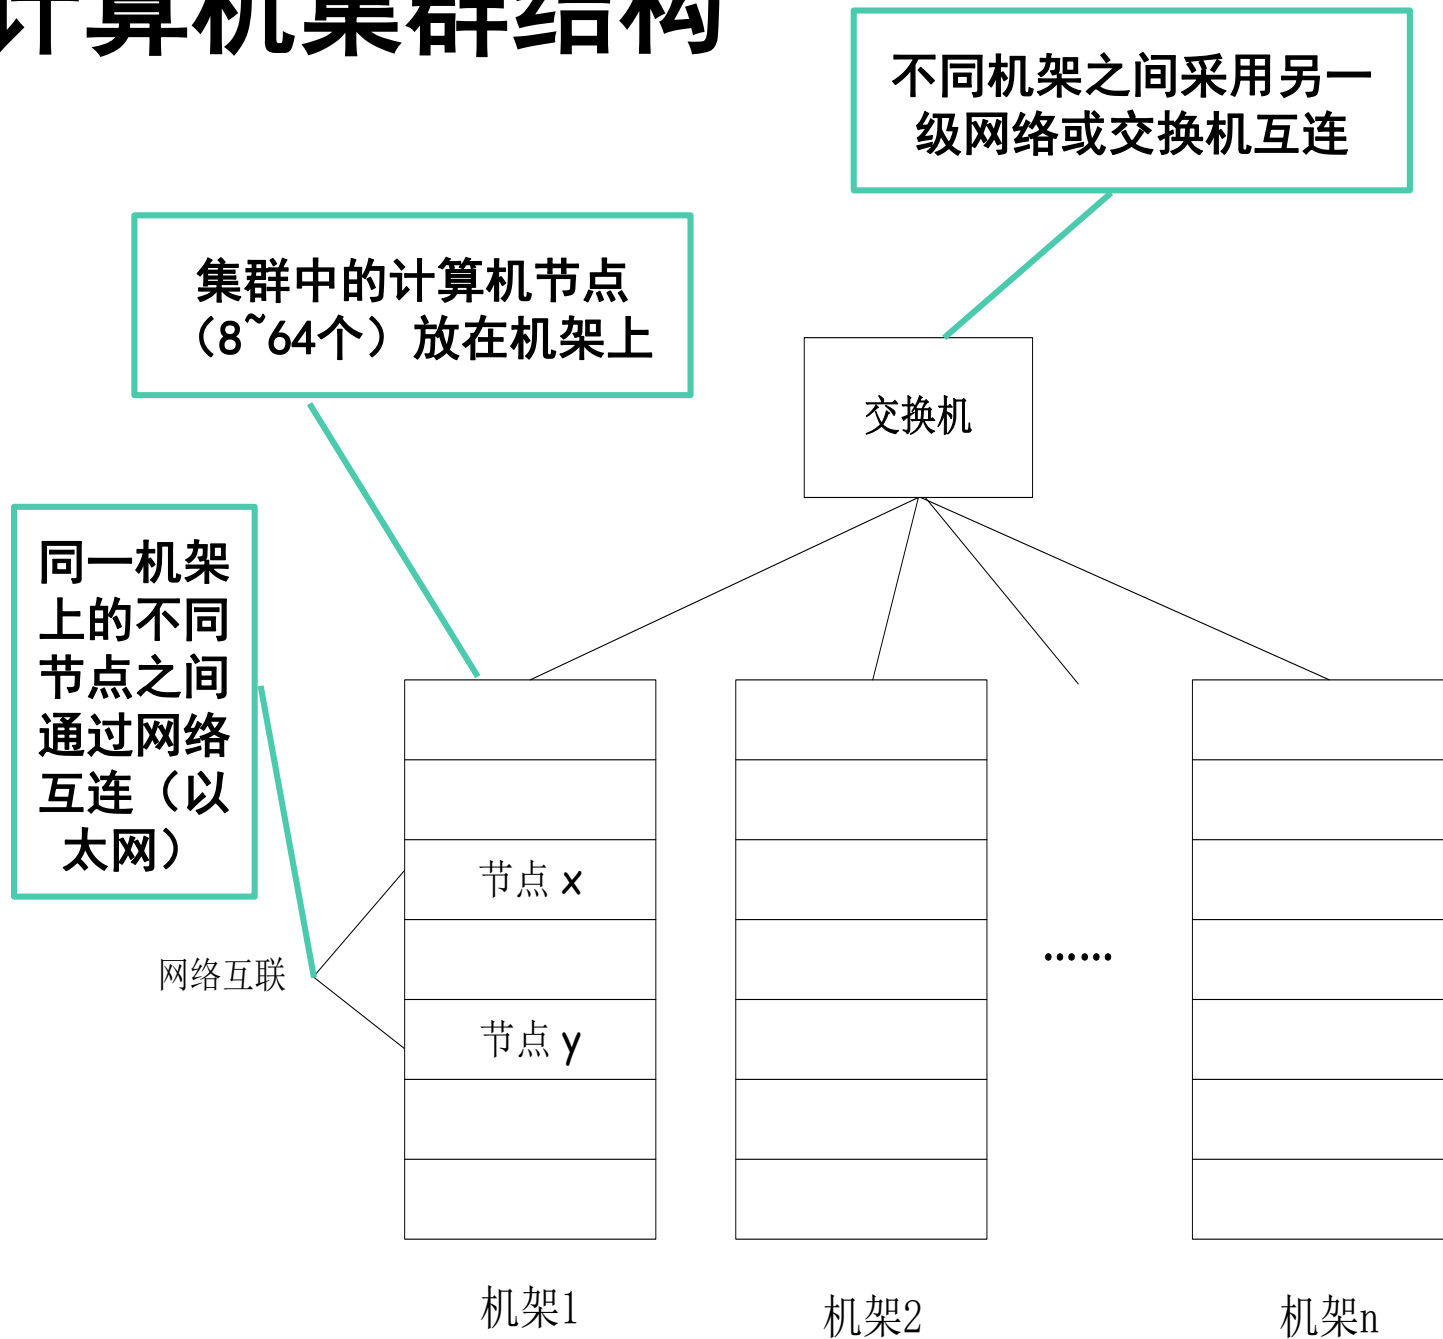 计算机集群结构
不同机架之间采用另一
级网络或交换机互连
集群中的计算机节点
（8~64个）放在机架上
交换机
同一机架
上的不同
节点之间
通过网络
互连（以
太网）
节点 x
网络互联
......
节点 y
机架1
机架2
机架n